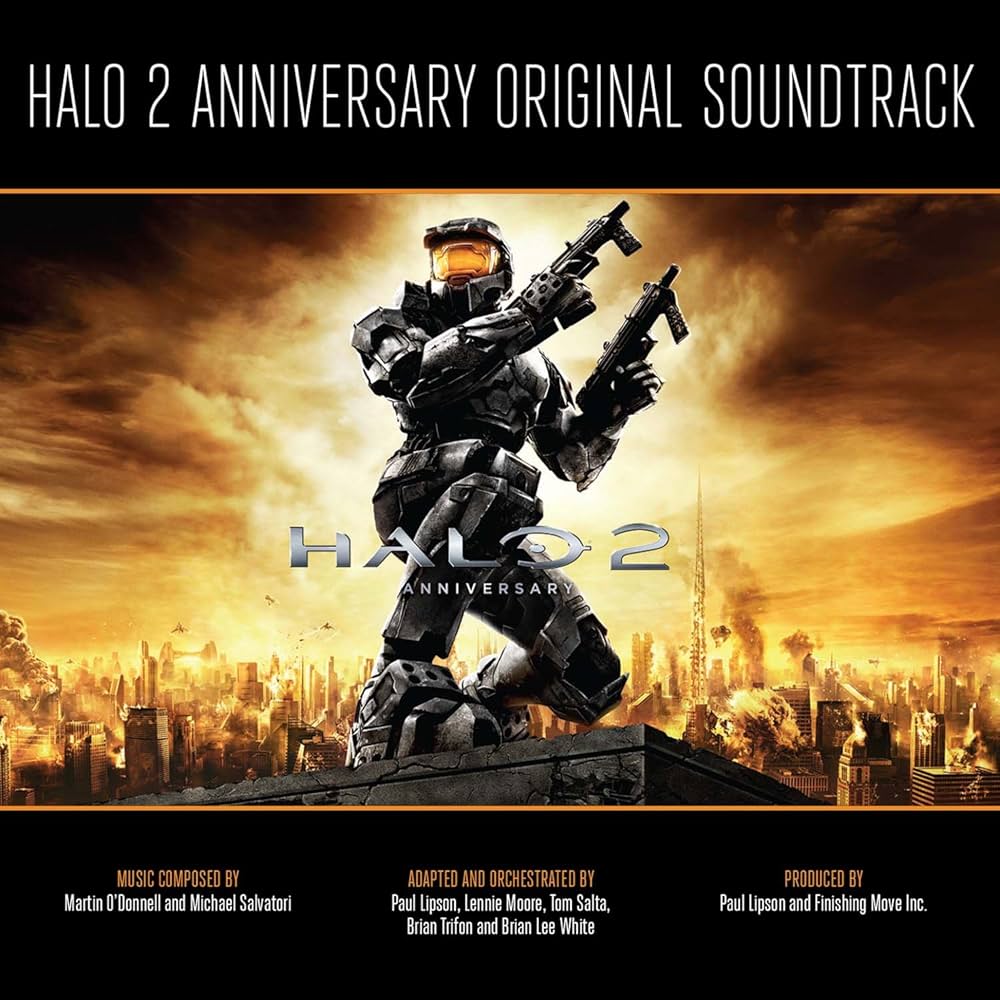 HALO 2 ANNIVERSARY ORIGINAL SOUNDTRACK
HALO 2
ANNIVERSARY
MUSIC COMPOSED BY
Martin O'Donnell and Michael Salvatori
ADAPTED AND ORCHESTRATED BY
Paul Lipson, Lennie Moore, Tom Salta,
Brian Trifon and Brian Lee White
PRODUCED BY
Paul Lipson and Finishing Move Inc.